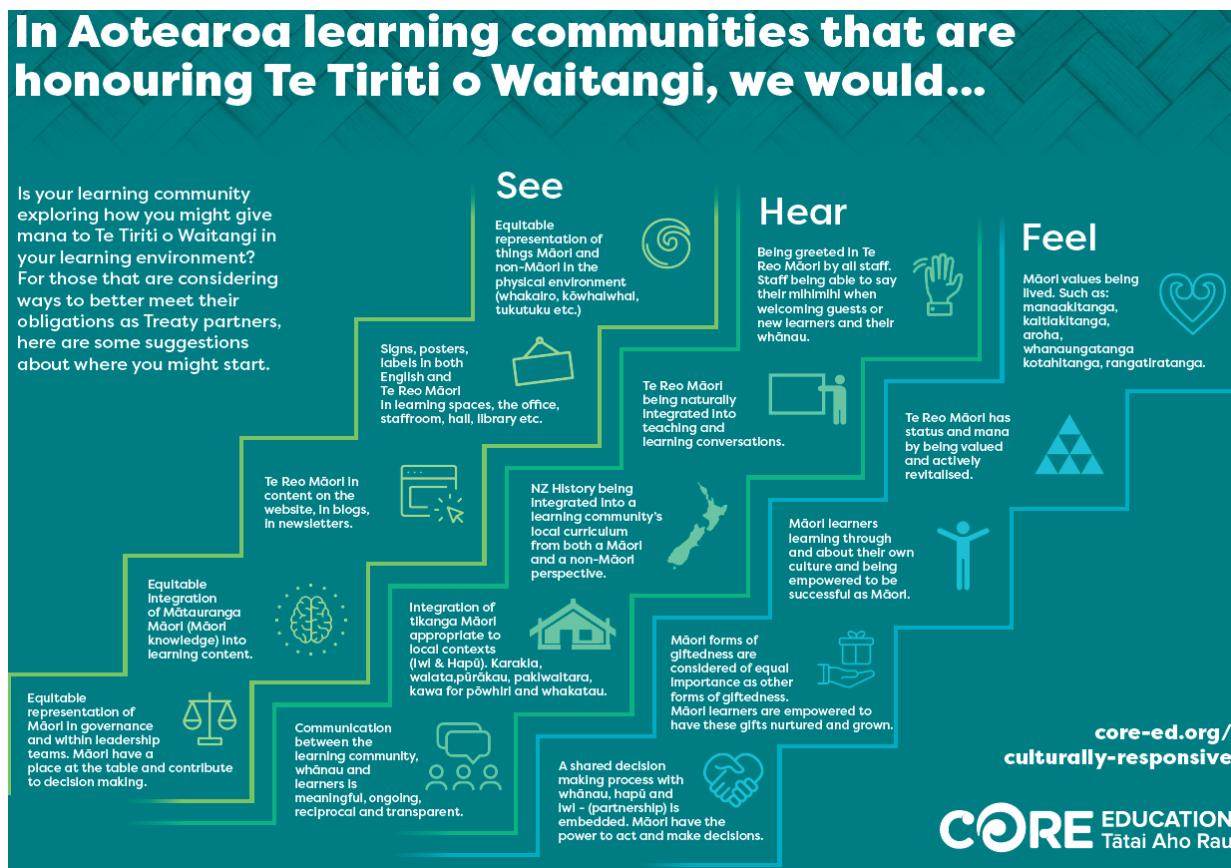 In Aotearoa learning communities that are
honouring Te Tiriti o Waitangi, we would...
Is your learning community
exploring how you might give
mana to Te Tiriti o Waitangi in
your learning environment?
For those that are considering
ways to better meet their
obligations as Treaty partners,
here are some suggestions
about where you might start.
See
Equitable
representation of
things Māori and
non-Māori in the
physical environment
(whakairo, kōwhaiwhai,
tukutuku etc.)
Signs, posters,
labels in both
English and
Te Reo Māori
In learning spaces, the office,
staffroom, hall, library etc.
Te Reo Māori in
content on the
website, in blogs,
in newsletters.
Equitable
Integration
of Mātauranga
Māori (Māori
knowledge) into
learning content.
Equitable
representation of
Māori in governance
and within leadership
teams. Māori have a
place at the table and contribute
to decision making.
Hear
Being greeted in Te
Reo Māori by all staff.
Staff being able to say
their mihimihi when
welcoming guests or
new learners and their
whānau.
Te Reo Māori
being naturally
integrated into
teaching and
learning conversations.
NZ History being
integrated into a
learning community's
local curriculum
from both a Māori
and a non-Māori
perspective.
Integration of
tikanga Māori
appropriate to
local contexts
(Iwi & Hapū). Karakia,
waiata,pūrākau, pakiwaitara,
kawa for pōwhiri and whakatau.
Communication
between the
learning community,
whānau and
learners is
meaningful, ongoing,
reciprocal and transparent.
Feel
Māori values being
lived. Such as:
manaakitanga,
kaitiakitanga,
aroha,
whanaungatanga
kotahitanga, rangatiratanga.
Te Reo Māori has
status and mana
by being valued
and actively
revitalised.
Māori learners
learning through
and about their own
culture and being
empowered to be
successful as Māori.
Māori forms of
giftedness are
considered of equal
importance as other
forms of giftedness.
Māori learners are empowered to
have these gifts nurtured and grown.
A shared decision
making process with
whānau, hapū and
iwi - (partnership) is
embedded. Māori have the
power to act and make decisions.
core-ed.org/
culturally-responsive
CORE EDUCATION
Tātai Aho Rau